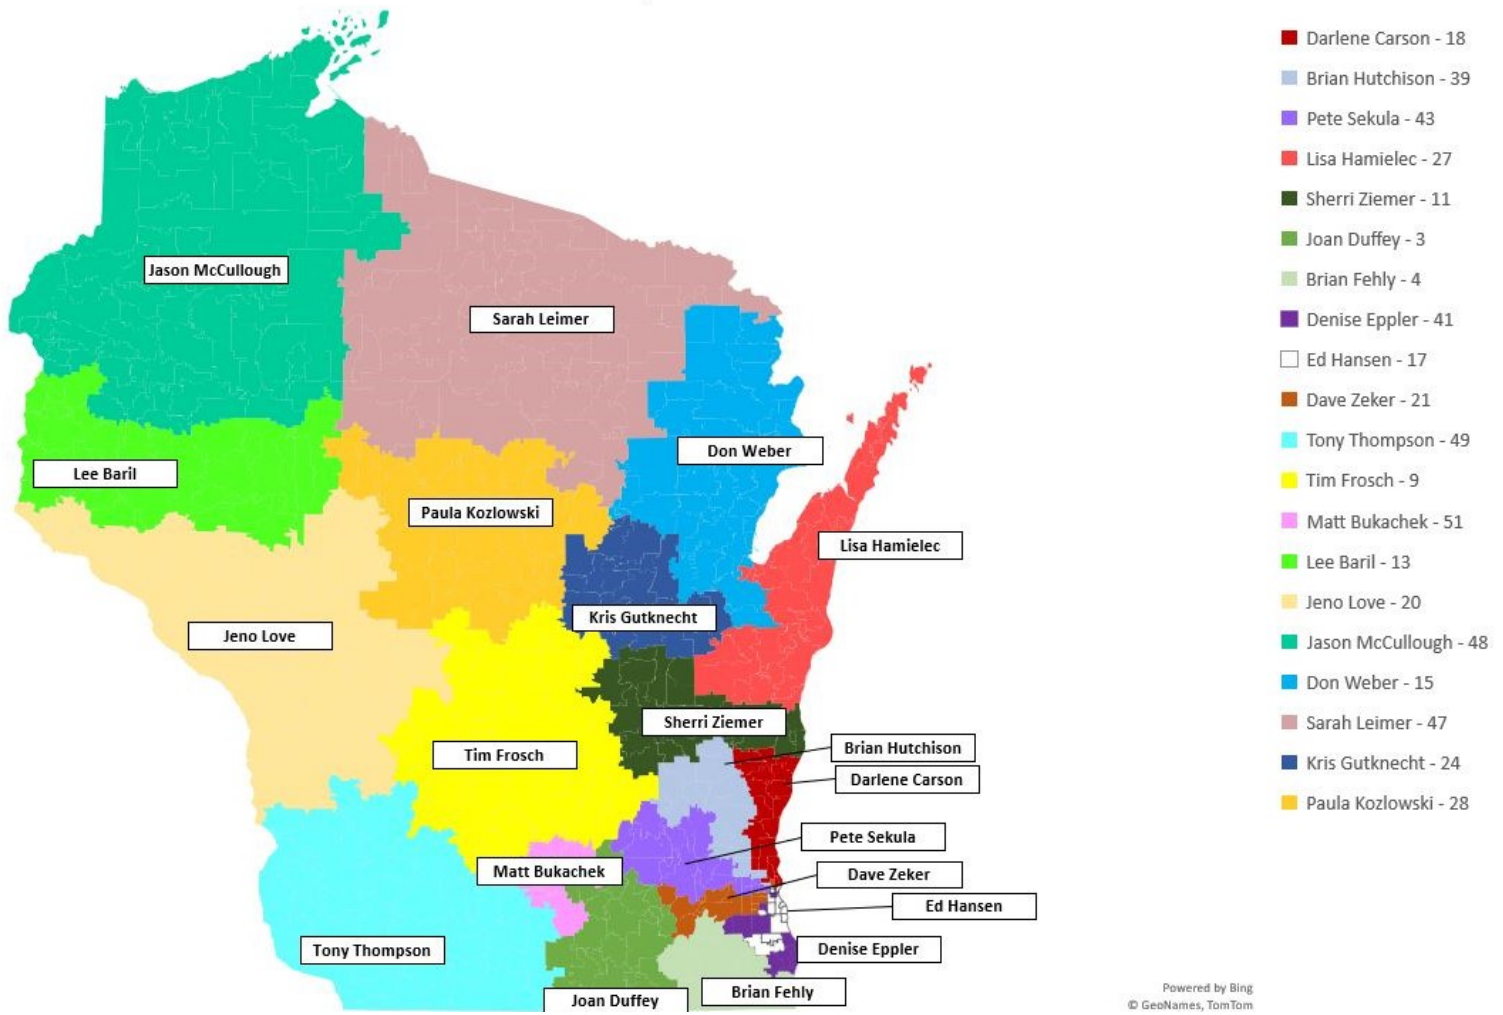 Jason McCullough
Sarah Leimer
Don Weber
Lee Baril
Paula Kozlowski
Lisa Hamielec
Kris Gutknecht
Jeno Love
Sherri Ziemer
Brian Hutchison
Tim Frosch
Darlene Carson
Pete Sekula
Matt Bukachek
Dave Zeker
Ed Hansen
Tony Thompson
Denise Eppler
Brian Fehly
Joan Duffey
Darlene Carson - 18
Brian Hutchison - 39
Pete Sekula - 43
Lisa Hamielec - 27
Sherri Ziemer - 11
Joan Duffey - 3
Brian Fehly - 4
Denise Eppler - 41
Ed Hansen - 17
Dave Zeker - 21
Tony Thompson - 49
Tim Frosch - 9
Matt Bukachek - 51
Lee Baril - 13
Jeno Love - 20
Jason McCullough - 48
Don Weber - 15
Sarah Leimer - 47
Kris Gutknecht - 24
Paula Kozlowski - 28
Powered by Bing
© GeoNames, TomTom